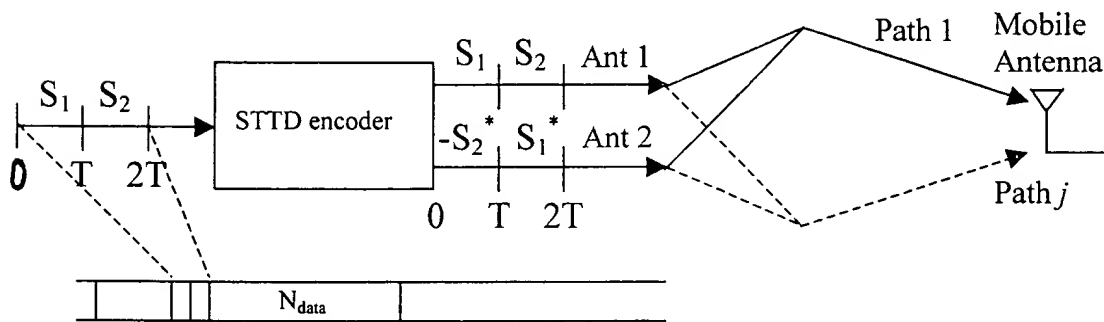 S₁ S₂
0 T 2T
STTD encoder
S₁ S₂ Ant 1
-S₂* S₁* Ant 2
0 T 2T
Path 1
Mobile
Antenna
Path j
N_data